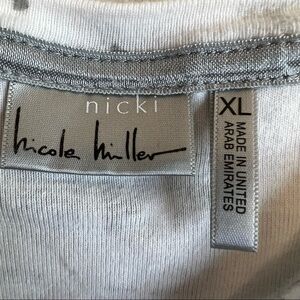 nicki
nicole miller
XL
MADE IN UNITED
ARAB EMIRATES